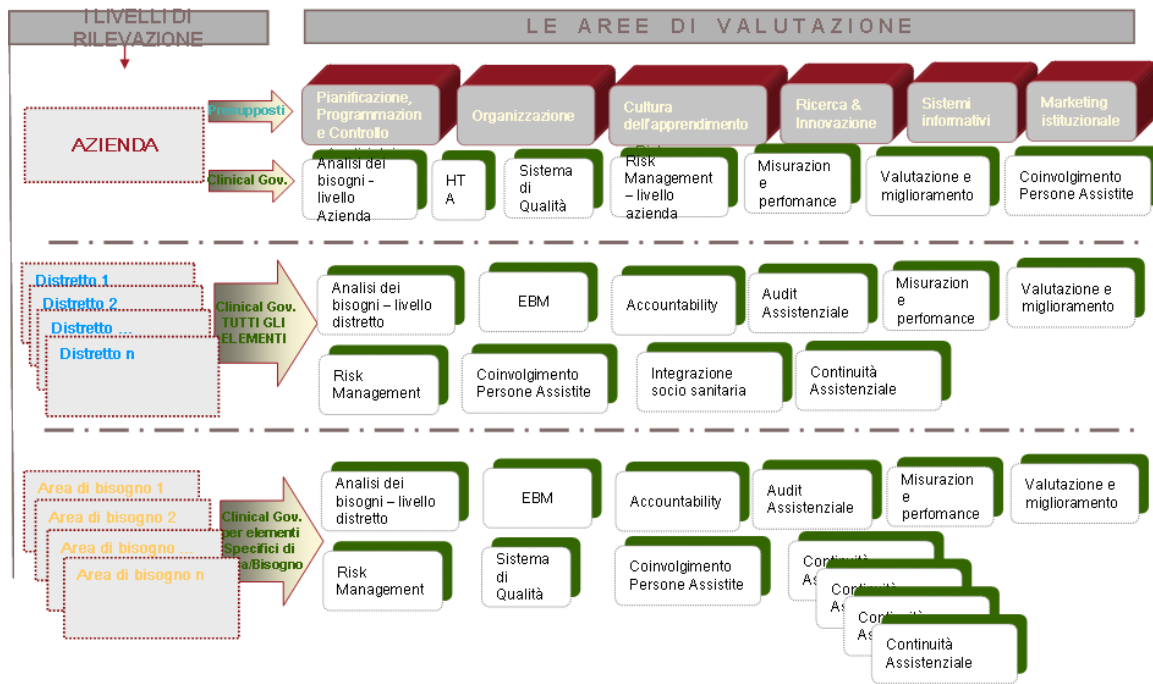 I LIVELLI DI
RILEVAZIONE
LE AREE DI VALUTAZIONE
AZIENDA
Presupposti
Pianificazione,
Programmazion
e Controllo
Organizzazione
Cultura
dell'apprendimento
Ricerca &
Innovazione
Sistemi
informativi
Marketing
istituzionale
Clinical Gov.
Analisi dei
bisogni –
livello
Azienda
HT
A
Sistema
di
Qualità
Risk
Management
– livello
azienda
Misurazion
e
perfomance
Valutazione e
miglioramento
Coinvolgimento
Persone Assistite
Distretto 1
Distretto 2
Distretto ...
Distretto n
Clinical Gov.
TUTTI GLI
ELEMENTI
Analisi dei
bisogni – livello
distretto
EBM
Accountability
Audit
Assistenziale
Misurazion
e
perfomance
Valutazione e
miglioramento
Risk
Management
Coinvolgimento
Persone Assistite
Integrazione
socio sanitaria
Continuità
Assistenziale
Area di bisogno 1
Area di bisogno 2
Area di bisogno ...
Area di bisogno n
Clinical Gov.
per elementi
Specifici di
a/Bisogno
Analisi dei
bisogni – livello
distretto
EBM
Accountability
Audit
Assistenziale
Misurazion
e
perfomance
Valutazione e
miglioramento
Risk
Management
Sistema
di
Qualità
Coinvolgimento
Persone Assistite
Continuità
Continuità
Continuità
Continuità
Assistenziale